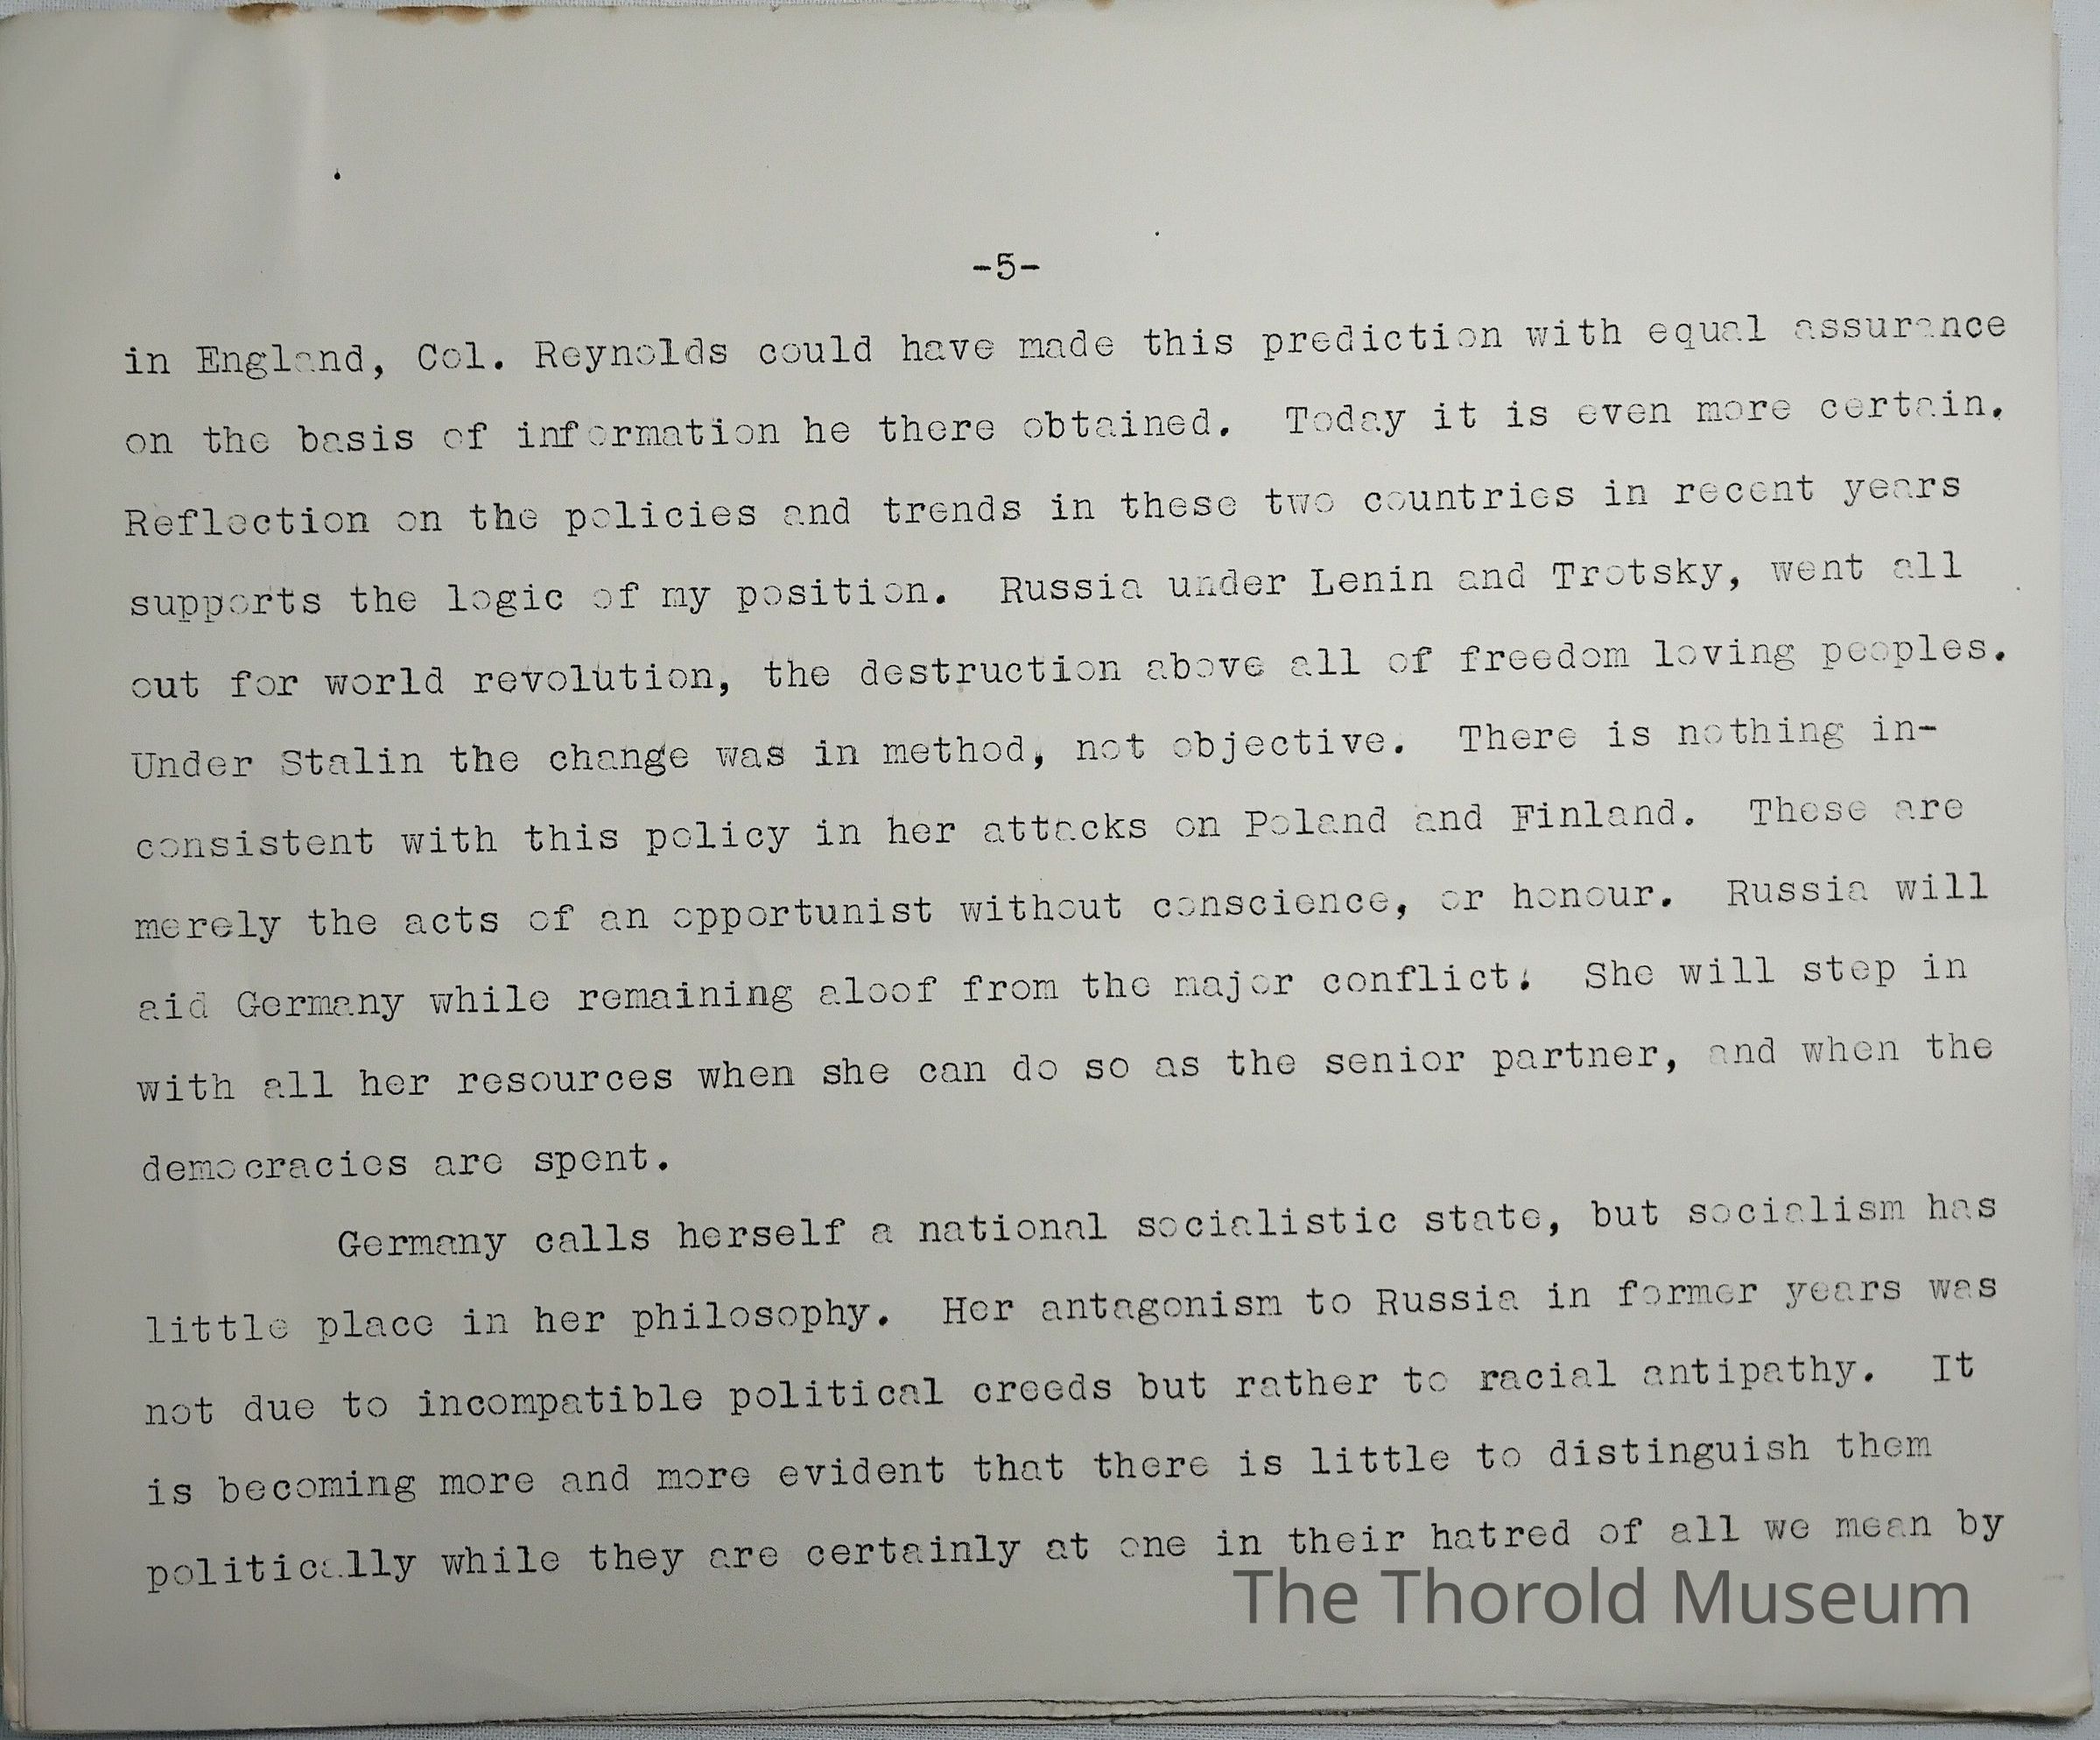 -5-
in England, Col. Reynolds could have made this prediction with equal assurance
on the basis of information he there obtained. Today it is even more certain.
Reflection on the policies and trends in these two countries in recent years
supports the logic of my position. Russia under Lenin and Trotsky, went all
out for world revolution, the destruction above all of freedom loving peoples.
Under Stalin the change was in method, not objective. There is nothing in-
consistent with this policy in her attacks on Poland and Finland. These are
merely the acts of an opportunist without conscience, or honour. Russia will
aid Germany while remaining aloof from the major conflict. She will step in
with all her resources when she can do so as the senior partner, and when the
democracies are spent.
Germany calls herself a national socialistic state, but socialism has
little place in her philosophy. Her antagonism to Russia in former years was
not due to incompatible political creeds but rather to racial antipathy. It
is becoming more and more evident that there is little to distinguish them
politically while they are certainly at one in their hatred of all we mean by
The Thorold Museum